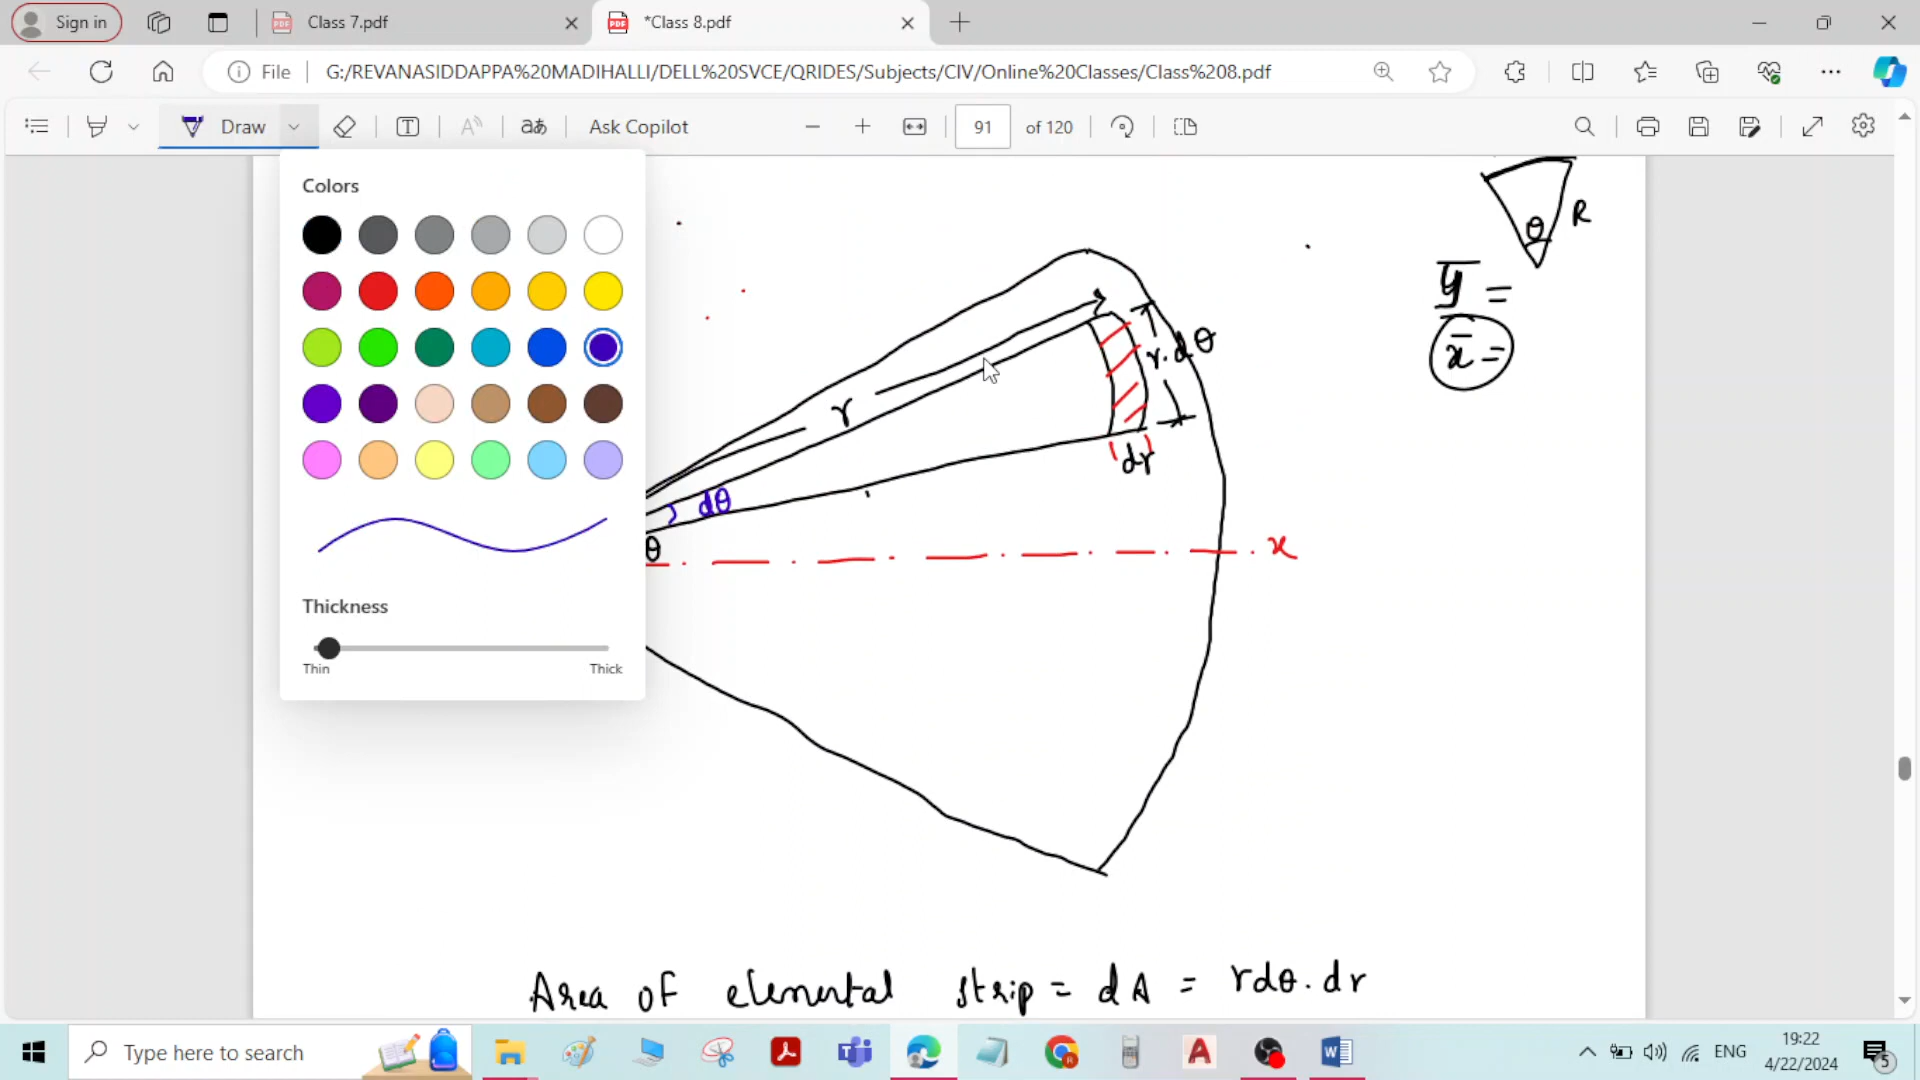 Sign in
Class 7.pdf
*Class 8.pdf
File
G:/REVANASIDDAPPA%20MADIHALLI/DELL%20SVCE/QRIDES/Subjects/CIV/Online%20Classes/Class%208.pdf
Draw
Ask Copilot
91 of 120
Colors
Thickness
Thin
Thick
θ
R
y̅ =
x̅ =
r
r.dθ
dr
dθ
θ
x
Area of elemental strip = dA = rdθ.dr
Type here to search
ENG
19:22
4/22/2024
5